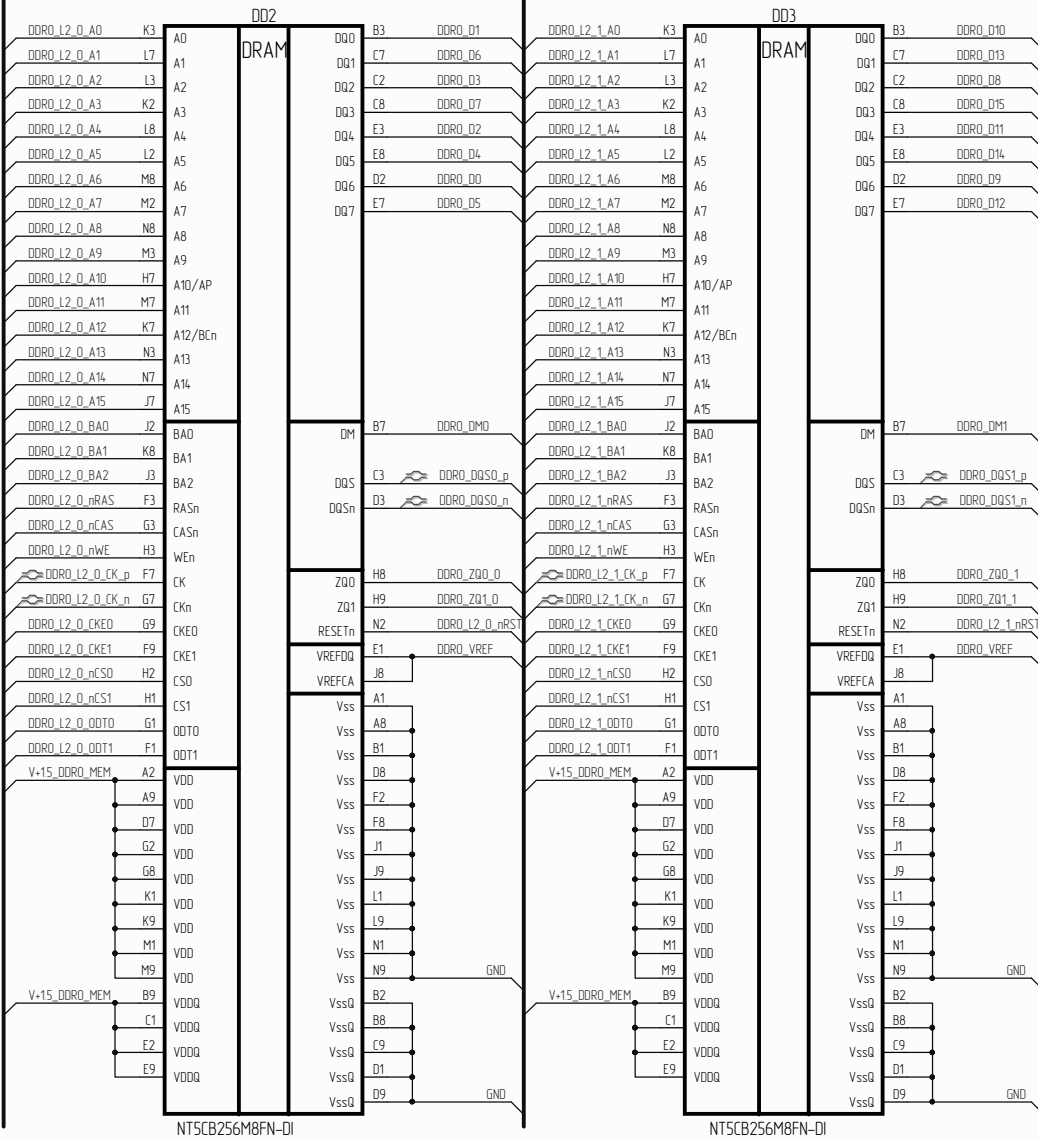 DD2 DD3
DDR0_L2_0_A0 K3 A0 DRAM DQ0 B3 DDR0_D1 DDR0_L2_1_A0 K3 A0 DRAM DQ0 B3 DDR0_D10
DDR0_L2_0_A1 L7 A1 DQ1 C7 DDR0_D6 DDR0_L2_1_A1 L7 A1 DQ1 C7 DDR0_D13
DDR0_L2_0_A2 L3 A2 DQ2 C2 DDR0_D3 DDR0_L2_1_A2 L3 A2 DQ2 C2 DDR0_D8
DDR0_L2_0_A3 K2 A3 DQ3 C8 DDR0_D7 DDR0_L2_1_A3 K2 A3 DQ3 C8 DDR0_D15
DDR0_L2_0_A4 L8 A4 DQ4 E3 DDR0_D2 DDR0_L2_1_A4 L8 A4 DQ4 E3 DDR0_D11
DDR0_L2_0_A5 L2 A5 DQ5 E8 DDR0_D4 DDR0_L2_1_A5 L2 A5 DQ5 E8 DDR0_D14
DDR0_L2_0_A6 M8 A6 DQ6 D2 DDR0_D0 DDR0_L2_1_A6 M8 A6 DQ6 D2 DDR0_D9
DDR0_L2_0_A7 M2 A7 DQ7 E7 DDR0_D5 DDR0_L2_1_A7 M2 A7 DQ7 E7 DDR0_D12
DDR0_L2_0_A8 N8 A8 DDR0_L2_1_A8 N8 A8
DDR0_L2_0_A9 M3 A9 DDR0_L2_1_A9 M3 A9
DDR0_L2_0_A10 H7 A10/AP DDR0_L2_1_A10 H7 A10/AP
DDR0_L2_0_A11 M7 A11 DDR0_L2_1_A11 M7 A11
DDR0_L2_0_A12 K7 A12/BCn DDR0_L2_1_A12 K7 A12/BCn
DDR0_L2_0_A13 N3 A13 DDR0_L2_1_A13 N3 A13
DDR0_L2_0_A14 N7 A14 DDR0_L2_1_A14 N7 A14
DDR0_L2_0_A15 J7 A15 DDR0_L2_1_A15 J7 A15
DDR0_L2_0_BA0 J2 BA0 DM B7 DDR0_DM0 DDR0_L2_1_BA0 J2 BA0 DM B7 DDR0_DM1
DDR0_L2_0_BA1 K8 BA1 DDR0_L2_1_BA1 K8 BA1
DDR0_L2_0_BA2 J3 BA2 DQS C3 DDR0_DQS0_p DDR0_L2_1_BA2 J3 BA2 DQS C3 DDR0_DQS1_p
DDR0_L2_0_nRAS F3 RASn DQSn D3 DDR0_DQS0_n DDR0_L2_1_nRAS F3 RASn DQSn D3 DDR0_DQS1_n
DDR0_L2_0_nCAS G3 CASn DDR0_L2_1_nCAS G3 CASn
DDR0_L2_0_nWE H3 WEn DDR0_L2_1_nWE H3 WEn
DDR0_L2_0_CK_p F7 CK ZQ0 H8 DDR0_ZQ0_0 DDR0_L2_1_CK_p F7 CK ZQ0 H8 DDR0_ZQ0_1
DDR0_L2_0_CK_n G7 CKn ZQ1 H9 DDR0_ZQ1_0 DDR0_L2_1_CK_n G7 CKn ZQ1 H9 DDR0_ZQ1_1
DDR0_L2_0_CKE0 G9 CKE0 RESETn N2 DDR0_L2_0_nRST DDR0_L2_1_CKE0 G9 CKE0 RESETn N2 DDR0_L2_1_nRST
DDR0_L2_0_CKE1 F9 CKE1 VREFDQ E1 DDR0_VREF DDR0_L2_1_CKE1 F9 CKE1 VREFDQ E1 DDR0_VREF
DDR0_L2_0_nCS0 H2 CS0 VREFCA J8 DDR0_L2_1_nCS0 H2 CS0 VREFCA J8
DDR0_L2_0_nCS1 H1 CS1 Vss A1 DDR0_L2_1_nCS1 H1 CS1 Vss A1
DDR0_L2_0_ODT0 G1 ODT0 Vss A8 DDR0_L2_1_ODT0 G1 ODT0 Vss A8
DDR0_L2_0_ODT1 F1 ODT1 Vss B1 DDR0_L2_1_ODT1 F1 ODT1 Vss B1
V+1.5_DDR0_MEM A2 VDD Vss D8 V+1.5_DDR0_MEM A2 VDD Vss D8
A9 VDD Vss F2 A9 VDD Vss F2
D7 VDD Vss F8 D7 VDD Vss F8
G2 VDD Vss J1 G2 VDD Vss J1
G8 VDD Vss J9 G8 VDD Vss J9
K1 VDD Vss L1 K1 VDD Vss L1
K9 VDD Vss L9 K9 VDD Vss L9
M1 VDD Vss N1 M1 VDD Vss N1
M9 VDD Vss N9 GND M9 VDD Vss N9 GND
V+1.5_DDR0_MEM B9 VDDQ VssQ B2 V+1.5_DDR0_MEM B9 VDDQ VssQ B2
C1 VDDQ VssQ B8 C1 VDDQ VssQ B8
E2 VDDQ VssQ C9 E2 VDDQ VssQ C9
E9 VDDQ VssQ D1 E9 VDDQ VssQ D1
VssQ D9 GND VssQ D9 GND
NT5CB256M8FN-DI NT5CB256M8FN-DI